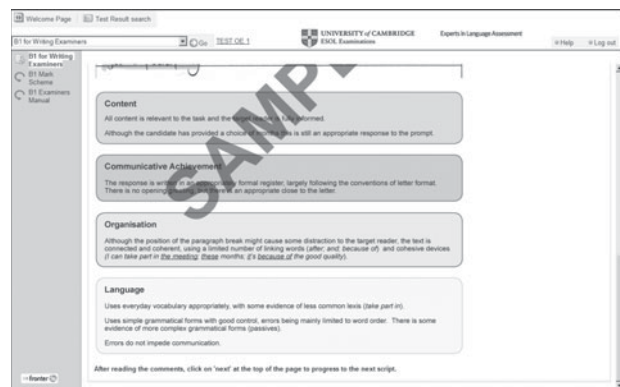 Welcome Page Test Result search
B1 for Writing Examiners Go TEST OE 1 UNIVERSITY of CAMBRIDGE
ESOL Examinations Experts in Language Assessment Help Log out
B1 for Writing
Examiners
B1 Mark
Scheme
B1 Examiners
Manual
SAMPLE
Content
All content is relevant to the task and the target reader is fully informed.
Although the candidate has provided a choice of months this is still an appropriate response to the prompt.
Communicative Achievement
The response is written in an appropriately formal register, largely following the conventions of letter format.
There is no opening greeting, but there is an appropriate close to the letter.
Organisation
Although the position of the paragraph break might cause some distraction to the target reader, the text is
connected and coherent, using a limited number of linking words (after; and; because of) and cohesive devices
(I can take part in the meeting; these months; it's because of the good quality).
Language
Uses everyday vocabulary appropriately, with some evidence of less common lexis (take part in).
Uses simple grammatical forms with good control, errors being mainly limited to word order. There is some
evidence of more complex grammatical forms (passives).
Errors do not impede communication.
After reading the comments, click on 'next' at the top of the page to progress to the next script.
fronter